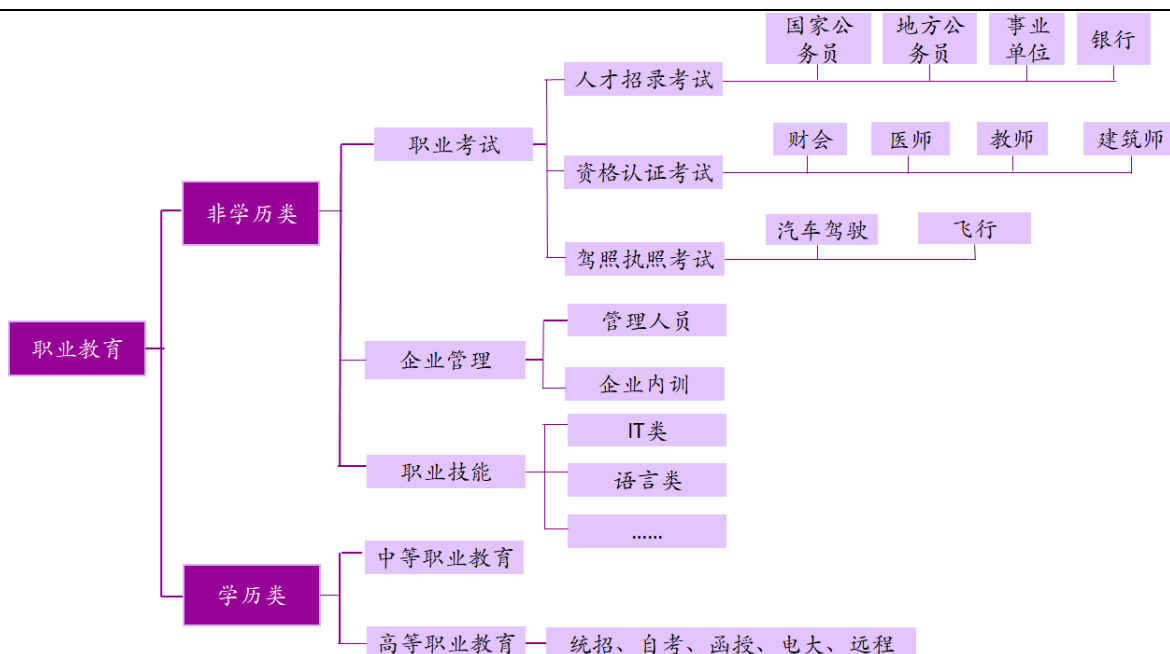 国家公务员
地方公务员
事业单位
银行
人才招录考试
职业考试
财会
医师
教师
建筑师
资格认证考试
非学历类
汽车驾驶
飞行
驾照执照考试
管理人员
职业教育
企业管理
企业内训
IT类
职业技能
语言类
......
中等职业教育
学历类
高等职业教育
统招、自考、函授、电大、远程